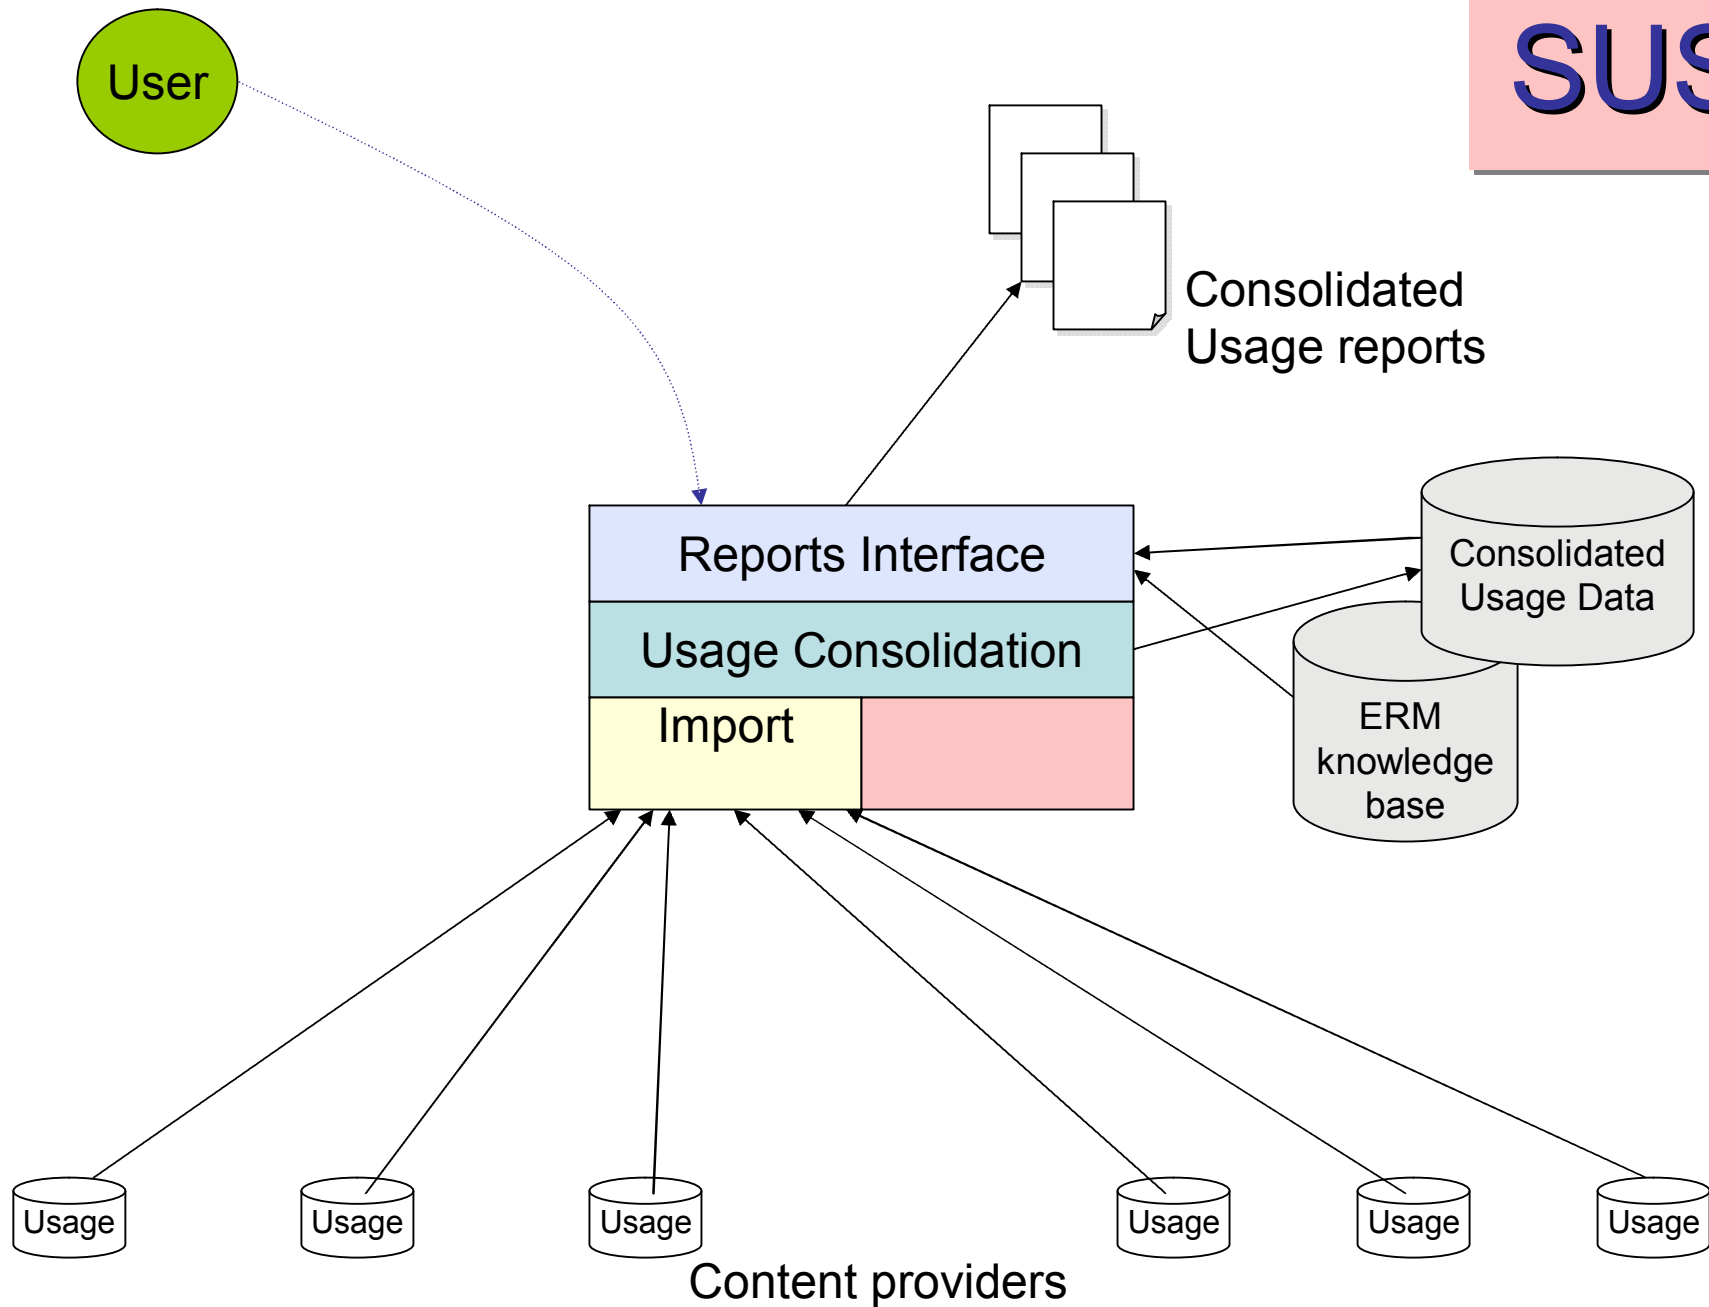 User
SUS
Consolidated
Usage reports
Reports Interface
Usage Consolidation
Import
Consolidated
Usage Data
ERM
knowledge
base
Usage
Usage
Usage
Usage
Usage
Usage
Content providers